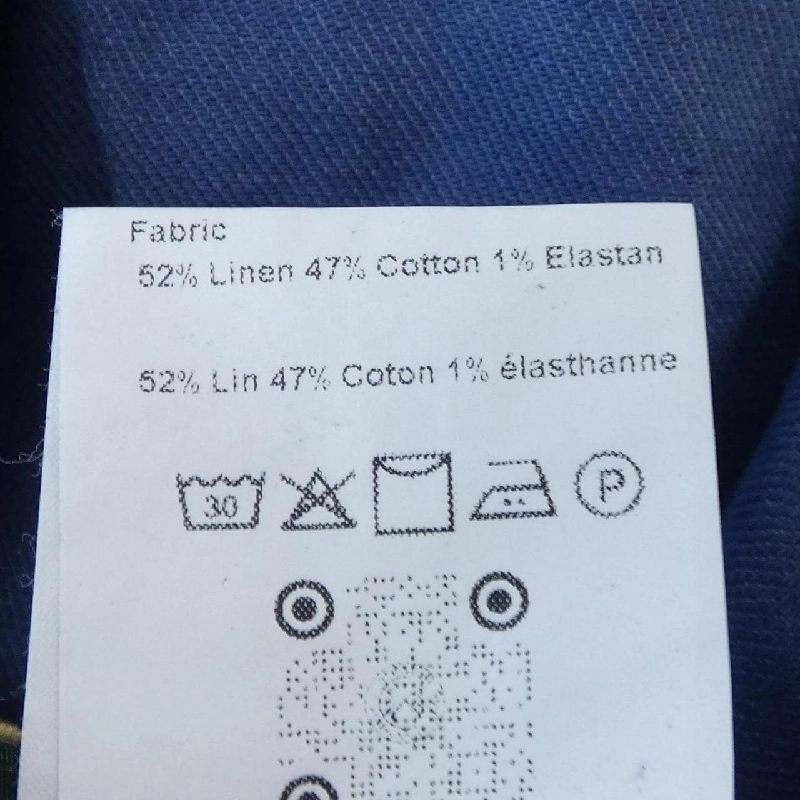 Fabric
52% Linen 47% Cotton 1% Elastan
52% Lin 47% Coton 1% élasthanne
30 P